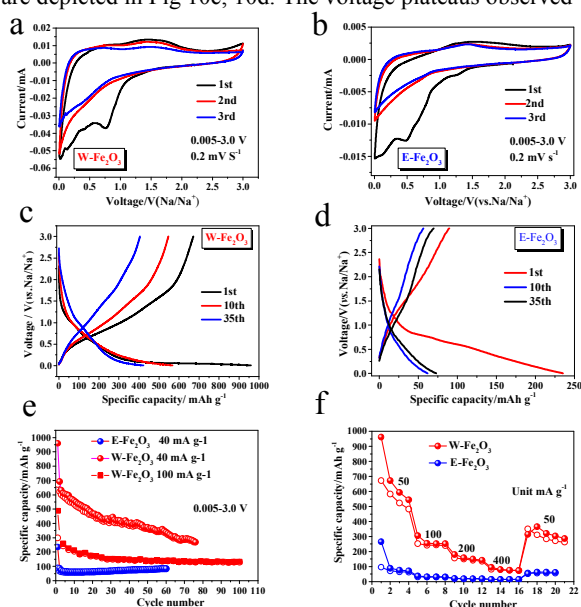 are depicted in Fig 10c, 10d. The voltage plateaus observed
a
0.02
0.01
0.00
-0.01
-0.02
-0.03
-0.04
-0.05
-0.06
Current/mA
1st
2nd
3rd
0.005-3.0 V
0.2 mV S-1
W-Fe2O3
0.0 0.5 1.0 1.5 2.0 2.5 3.0
Voltage/V(Na/Na+)
b
0.005
0.000
-0.005
-0.010
-0.015
Current/mA
1st
2nd
3rd
0.005-3.0 V
0.2 mV s-1
E-Fe2O3
0.0 0.5 1.0 1.5 2.0 2.5 3.0
Voltage/V(vs.Na/Na+)
c
3.0
2.5
2.0
1.5
1.0
0.5
0.0
Voltage / V(vs.Na/Na+)
W-Fe2O3
1st
10th
35th
0 100 200 300 400 500 600 700 800 900 1000
Specific capacity/ mAh g-1
d
3.5
3.0
2.5
2.0
1.5
1.0
0.5
0.0
Voltage/V(vs.Na/Na+)
E-Fe2O3
1st
10th
35th
0 50 100 150 200 250
Specific capacity/mAh g-1
e
1000
900
800
700
600
500
400
300
200
100
0
Specific capacity/mAh g-1
E-Fe2O3 40 mA g-1
W-Fe2O3 40 mA g-1
W-Fe2O3 100 mA g-1
0.005-3.0 V
0 10 20 30 40 50 60 70 80 90 100 110
Cycle number
f
1000
900
800
700
600
500
400
300
200
100
0
Specific capacity/mAh g-1
W-Fe2O3
E-Fe2O3
Unit mA g-1
50
100
200
400
50
0 2 4 6 8 10 12 14 16 18 20 22
Cycle number